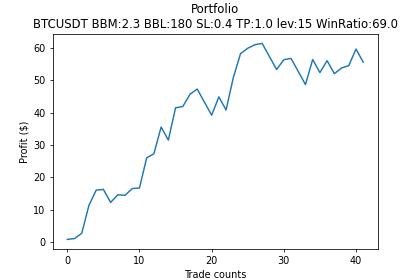 Portfolio
BTCUSDT BBM:2.3 BBL:180 SL:0.4 TP:1.0 lev:15 WinRatio:69.0
60
50
40
30
20
10
0
Profit ($)
0 10 20 30 40
Trade counts